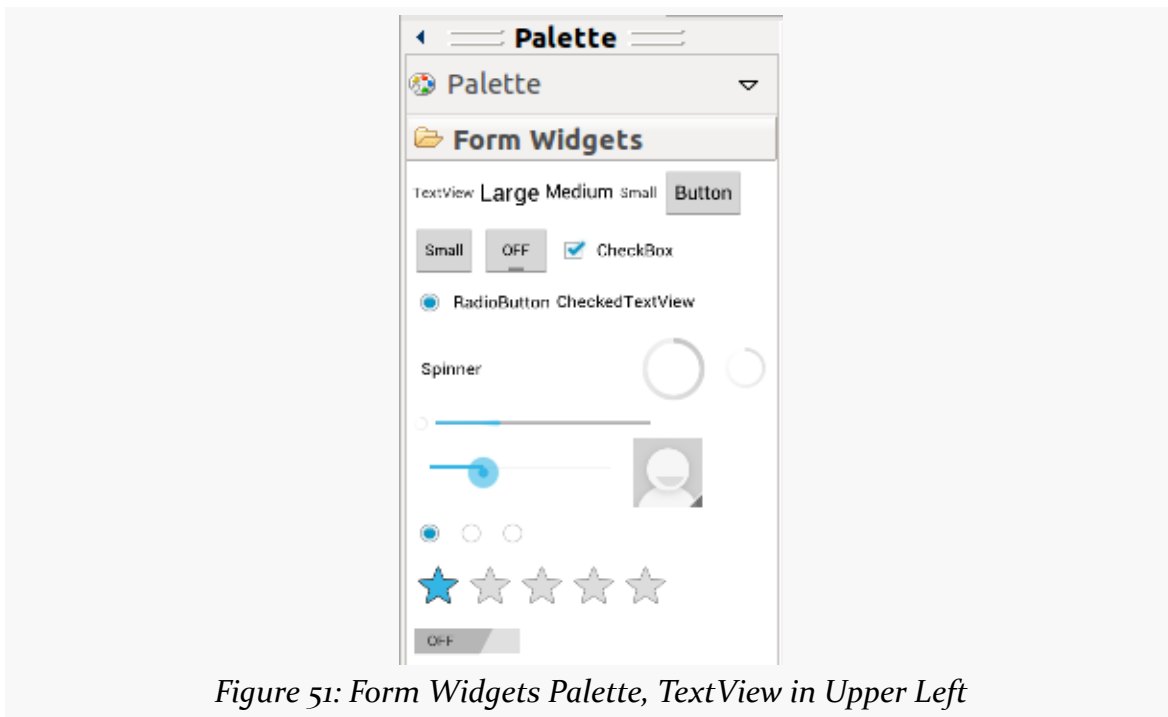 Palette
Palette
Form Widgets
TextView Large Medium Small Button
Small OFF CheckBox
RadioButton CheckedTextView
Spinner
OFF
Figure 51: Form Widgets Palette, TextView in Upper Left